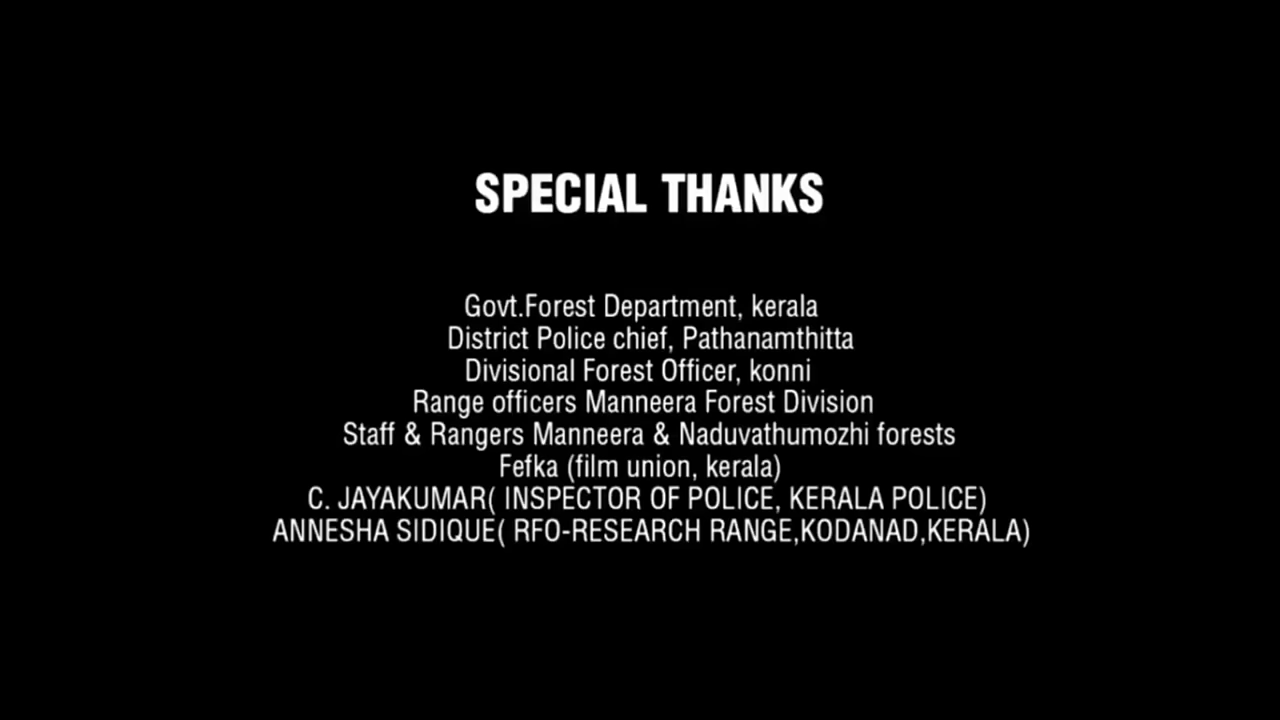 SPECIAL THANKS
Govt.Forest Department, kerala
District Police chief, Pathanamthitta
Divisional Forest Officer, konni
Range officers Manneera Forest Division
Staff & Rangers Manneera & Naduvathumozhi forests
Fefka (film union, kerala)
C. JAYAKUMAR( INSPECTOR OF POLICE, KERALA POLICE)
ANNESHA SIDIQUE( RFO-RESEARCH RANGE,KODANAD,KERALA)